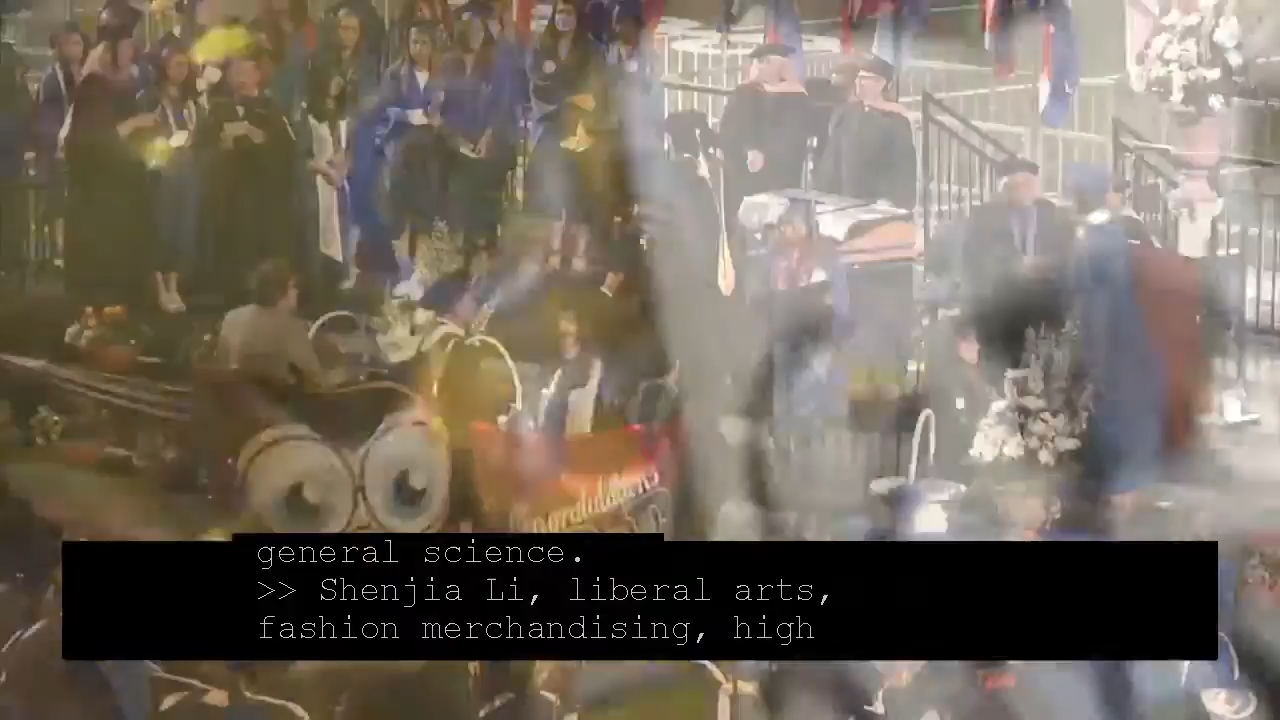 general science.
>> Shenjia Li, liberal arts,
fashion merchandising, high